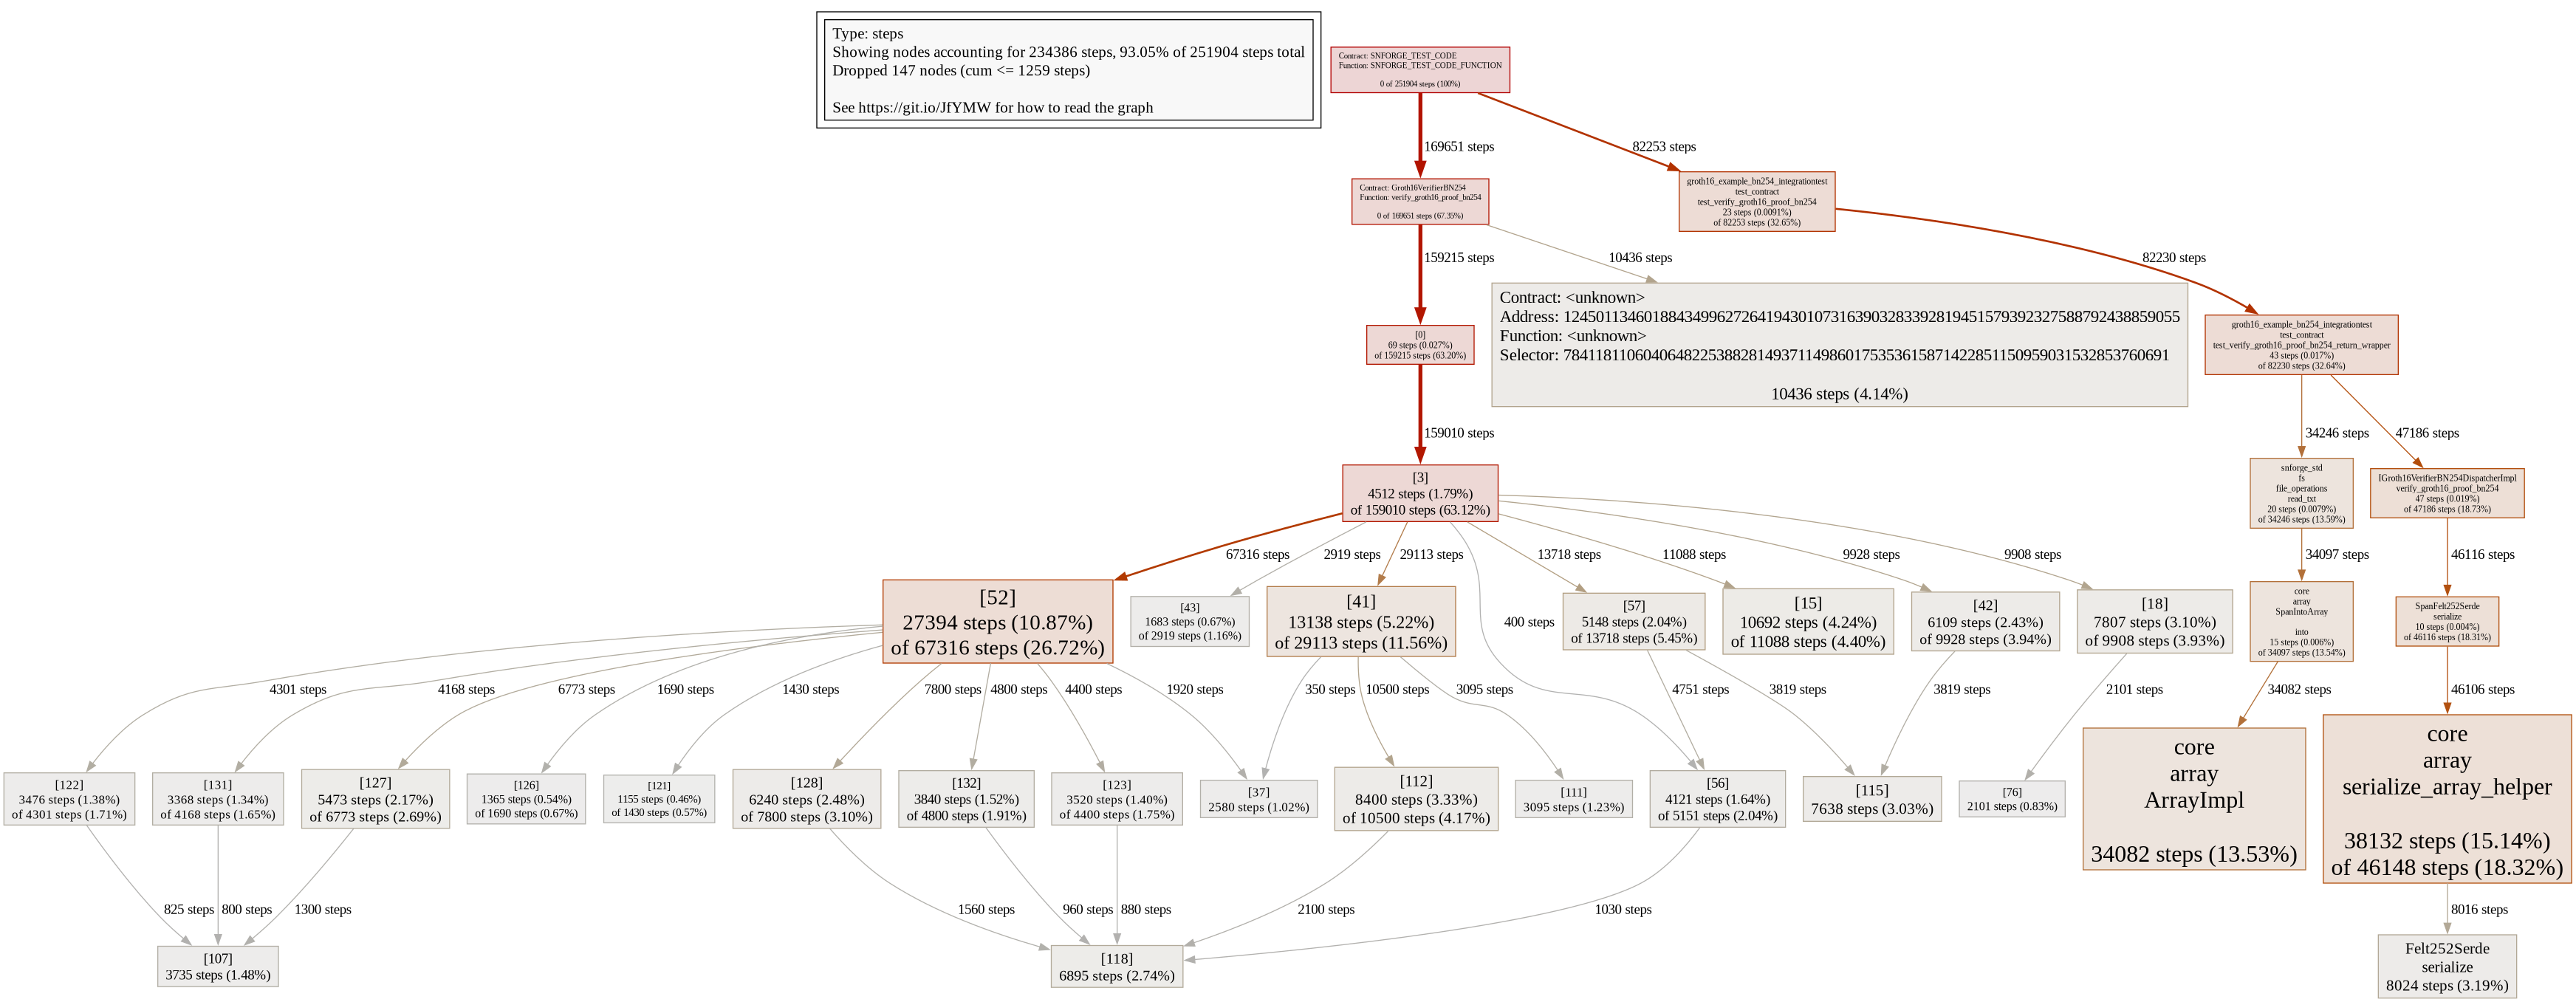 Type: steps
Showing nodes accounting for 234386 steps, 93.05% of 251904 steps total
Dropped 147 nodes (cum <= 1259 steps)
See https://git.io/JfYMW for how to read the graph
Contract: SNFORGE_TEST_CODE
Function: SNFORGE_TEST_CODE_FUNCTION
0 of 251904 steps (100%)
169651 steps
82253 steps
Contract: Groth16VerifierBN254
Function: verify_groth16_proof_bn254
0 of 169651 steps (67.35%)
groth16_example_bn254_integrationtest
test_contract
test_verify_groth16_proof_bn254
23 steps (0.0091%)
of 82253 steps (32.65%)
159215 steps
10436 steps
82230 steps
[0]
69 steps (0.027%)
of 159215 steps (63.20%)
Contract: <unknown>
Address: 1245011346018843499627264194301073163903283392819451579392327588792438859055
Function: <unknown>
Selector: 784118110604064822538828149371149860175353615871422851150959031532853760691
10436 steps (4.14%)
groth16_example_bn254_integrationtest
test_contract
test_verify_groth16_proof_bn254_return_wrapper
43 steps (0.017%)
of 82230 steps (32.64%)
159010 steps
34246 steps
47186 steps
[3]
4512 steps (1.79%)
of 159010 steps (63.12%)
snforge_std
fs
file_operations
read_txt
20 steps (0.0079%)
of 34246 steps (13.59%)
IGroth16VerifierBN254DispatcherImpl
verify_groth16_proof_bn254
47 steps (0.019%)
of 47186 steps (18.73%)
67316 steps
2919 steps
29113 steps
400 steps
13718 steps
11088 steps
9928 steps
9908 steps
34097 steps
46116 steps
[52]
27394 steps (10.87%)
of 67316 steps (26.72%)
[43]
1683 steps (0.67%)
of 2919 steps (1.16%)
[41]
13138 steps (5.22%)
of 29113 steps (11.56%)
[57]
5148 steps (2.04%)
of 13718 steps (5.45%)
[15]
10692 steps (4.24%)
of 11088 steps (4.40%)
[42]
6109 steps (2.43%)
of 9928 steps (3.94%)
[18]
7807 steps (3.10%)
of 9908 steps (3.93%)
core
array
SpanIntoArray
into
15 steps (0.006%)
of 34097 steps (13.54%)
SpanFelt252Serde
serialize
10 steps (0.004%)
of 46116 steps (18.31%)
4301 steps
4168 steps
6773 steps
1690 steps
1430 steps
7800 steps
4800 steps
4400 steps
1920 steps
350 steps
10500 steps
3095 steps
4751 steps
3819 steps
3819 steps
2101 steps
34082 steps
46106 steps
[122]
3476 steps (1.38%)
of 4301 steps (1.71%)
[131]
3368 steps (1.34%)
of 4168 steps (1.65%)
[127]
5473 steps (2.17%)
of 6773 steps (2.69%)
[126]
1365 steps (0.54%)
of 1690 steps (0.67%)
[121]
1155 steps (0.46%)
of 1430 steps (0.57%)
[128]
6240 steps (2.48%)
of 7800 steps (3.10%)
[132]
3840 steps (1.52%)
of 4800 steps (1.91%)
[123]
3520 steps (1.40%)
of 4400 steps (1.75%)
[37]
2580 steps (1.02%)
[112]
8400 steps (3.33%)
of 10500 steps (4.17%)
[111]
3095 steps (1.23%)
[56]
4121 steps (1.64%)
of 5151 steps (2.04%)
[115]
7638 steps (3.03%)
[76]
2101 steps (0.83%)
core
array
ArrayImpl
34082 steps (13.53%)
core
array
serialize_array_helper
38132 steps (15.14%)
of 46148 steps (18.32%)
825 steps
800 steps
1300 steps
1560 steps
960 steps
880 steps
2100 steps
1030 steps
8016 steps
[107]
3735 steps (1.48%)
[118]
6895 steps (2.74%)
Felt252Serde
serialize
8024 steps (3.19%)